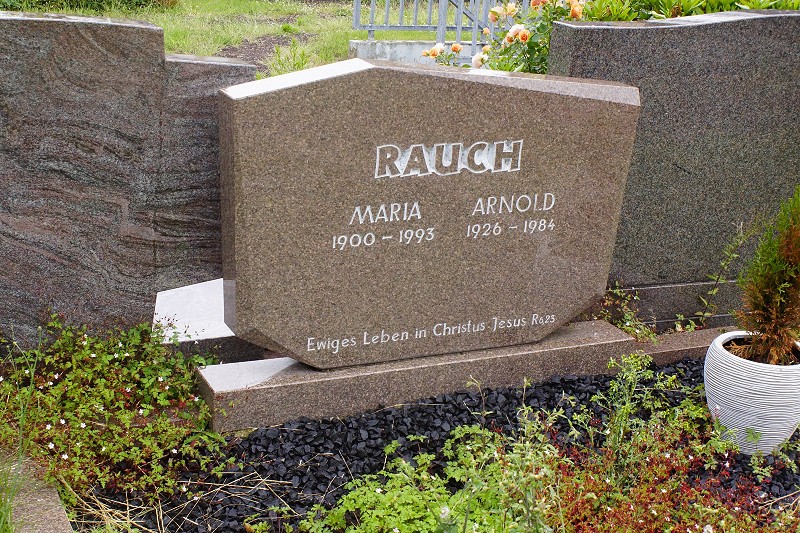 RAUCH
MARIA ARNOLD
1900 – 1993 1926 – 1984
Ewiges Leben in Christus Jesus R6,23